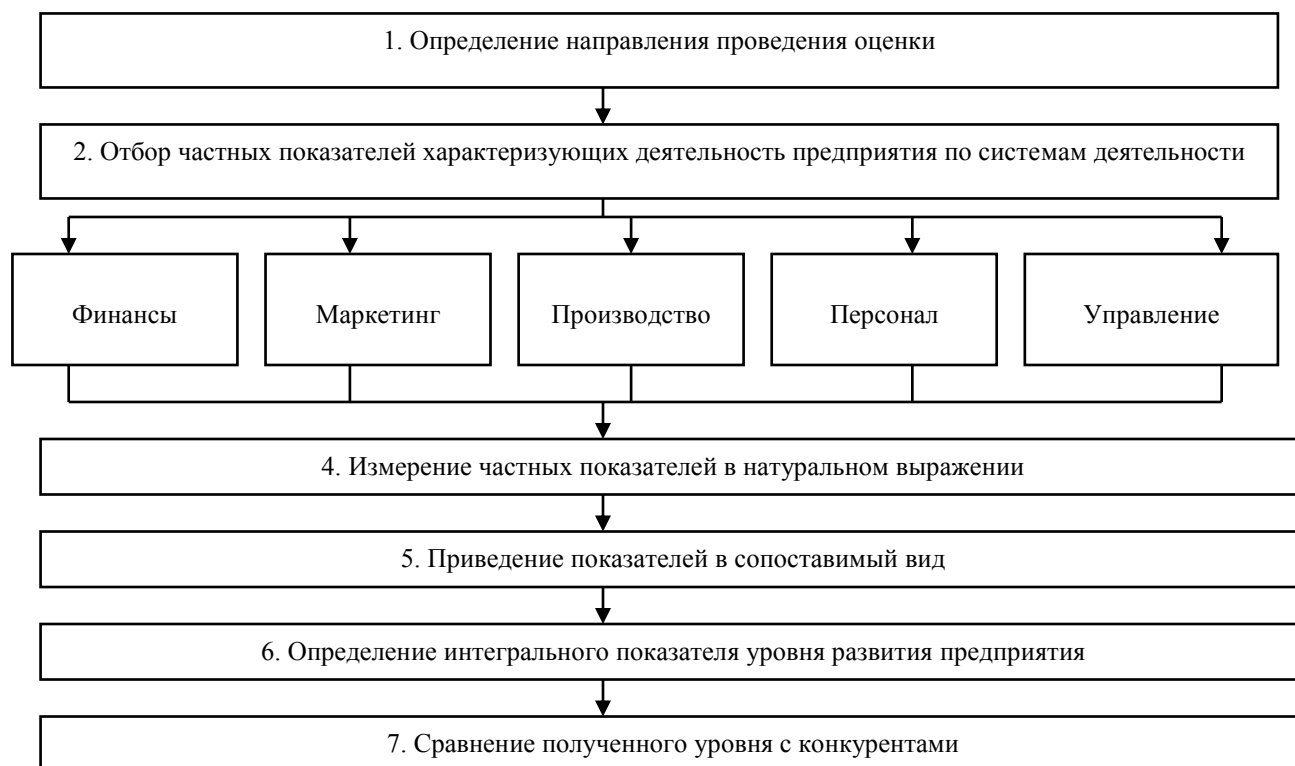 1. Определение направления проведения оценки
2. Отбор частных показателей характеризующих деятельность предприятия по системам деятельности
Финансы
Маркетинг
Производство
Персонал
Управление
4. Измерение частных показателей в натуральном выражении
5. Приведение показателей в сопоставимый вид
6. Определение интегрального показателя уровня развития предприятия
7. Сравнение полученного уровня с конкурентами